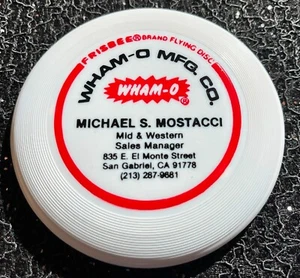 FRISBEE® BRAND FLYING DISC
WHAM-O MFG. CO.
WHAM-O®
MICHAEL S. MOSTACCI
Mid & Western
Sales Manager
835 E. El Monte Street
San Gabriel, CA 91778
(213) 287-9681